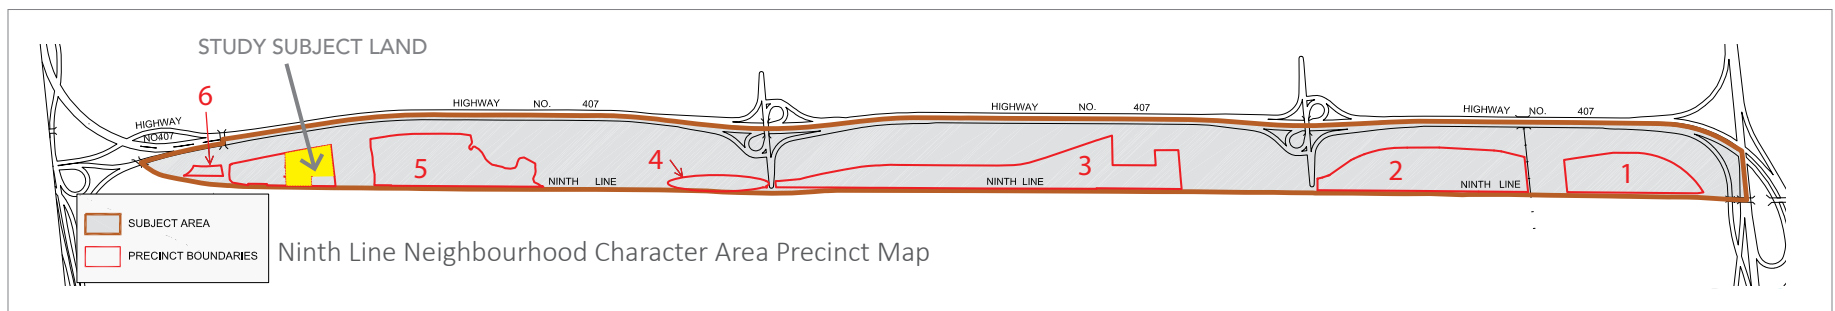 STUDY SUBJECT LAND
6
HIGHWAY
NO407
HIGHWAY NO. 407
HIGHWAY NO. 407
HIGHWAY NO. 407
5
4
3
2
1
NINTH LINE
NINTH LINE
NINTH LINE
SUBJECT AREA
PRECINCT BOUNDARIES
Ninth Line Neighbourhood Character Area Precinct Map